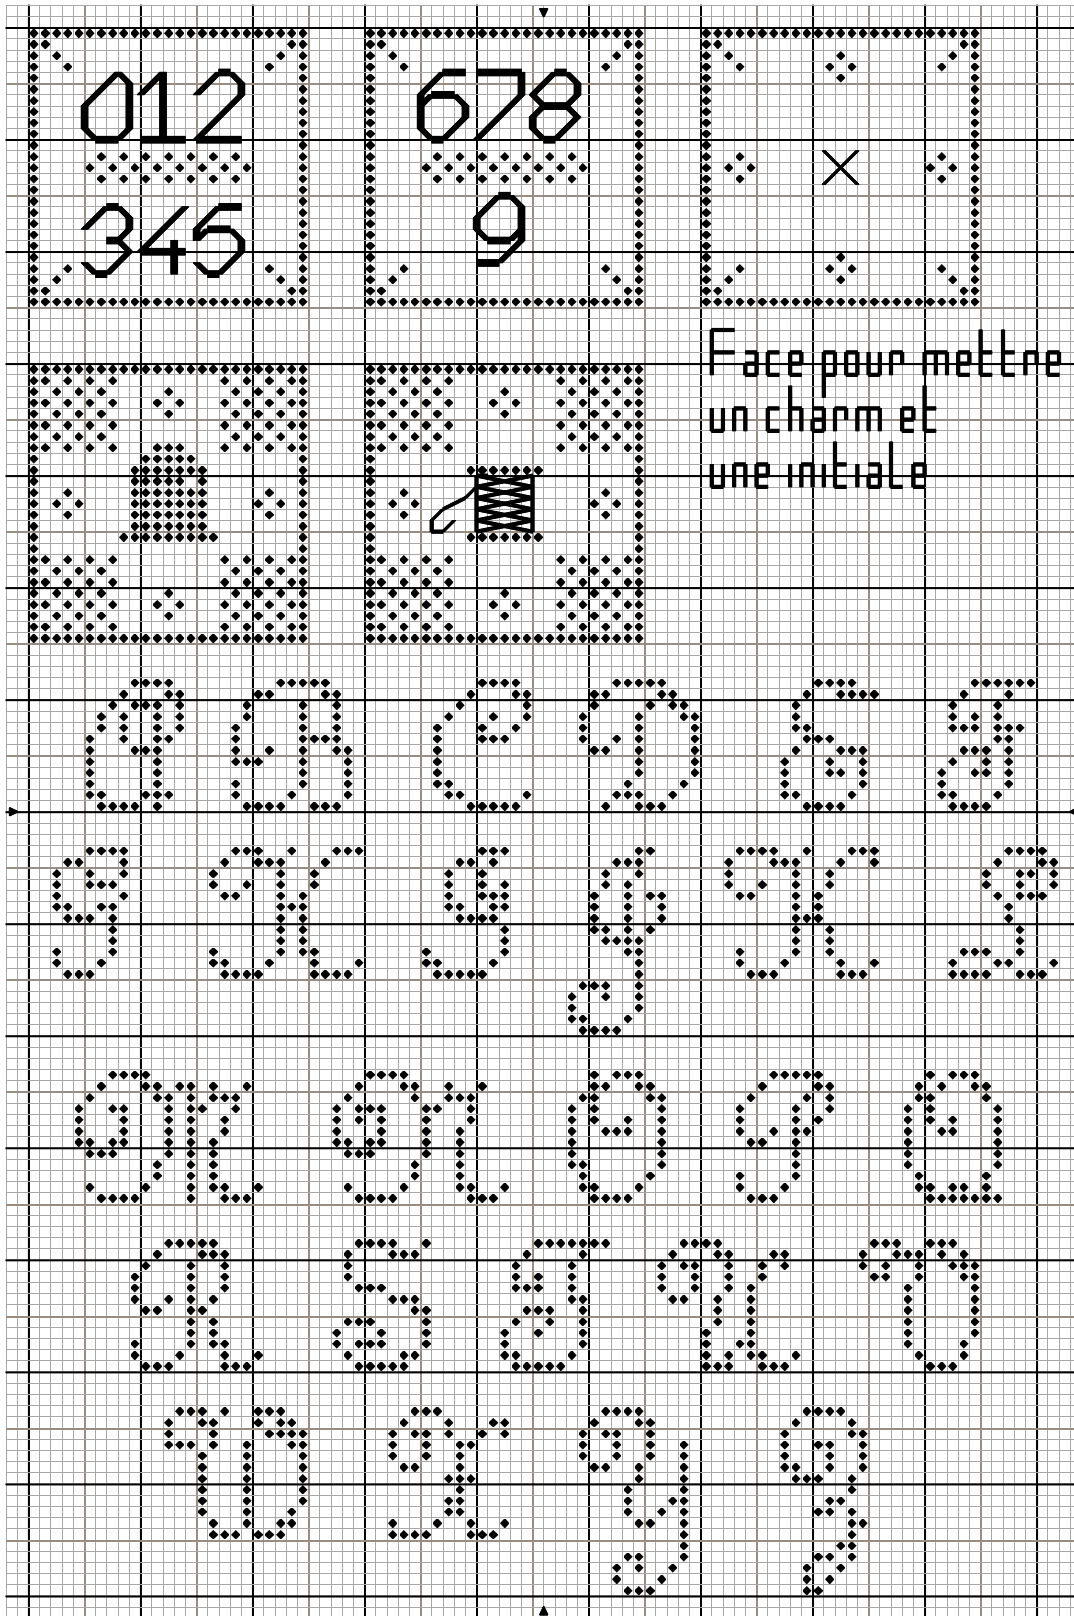 012
345
678
9
Face pour mettre
un charm et
une initiale
A B C D E F
G H I J K L
M N O P Q
R S T U V
W X Y Z